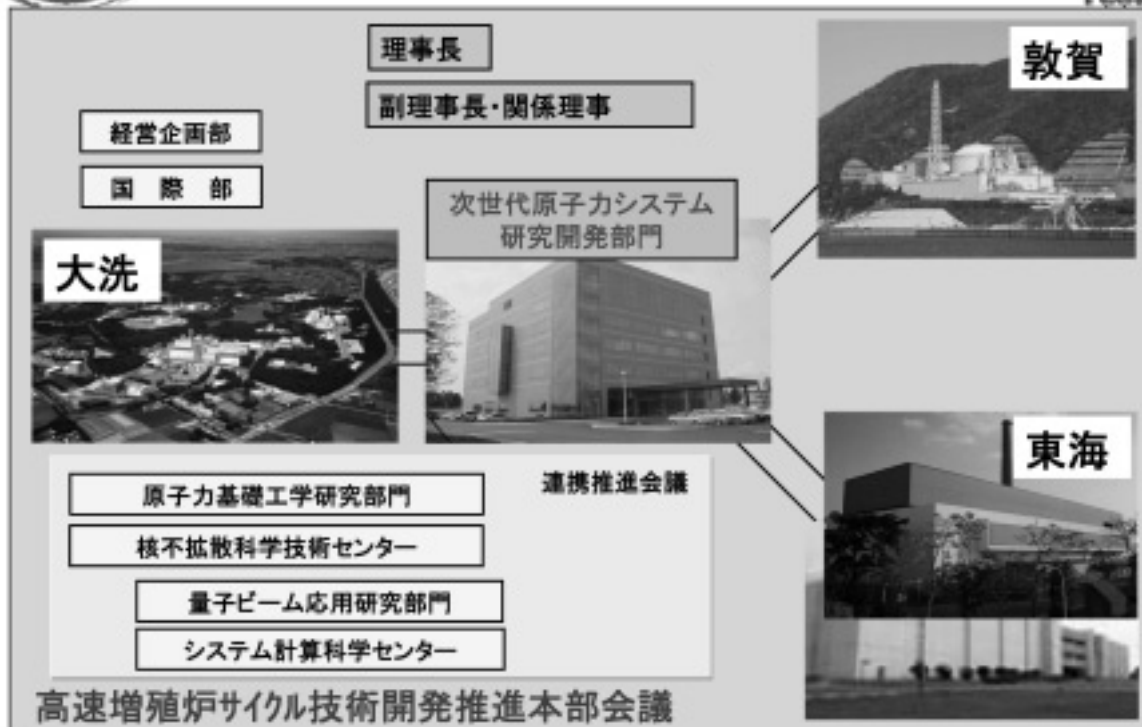 理事長
副理事長・関係理事
敦賀
経営企画部
国 際 部
次世代原子力システム
研究開発部門
大洗
東海
連携推進会議
原子力基礎工学研究部門
核不拡散科学技術センター
量子ビーム応用研究部門
システム計算科学センター
高速増殖炉サイクル技術開発推進本部会議